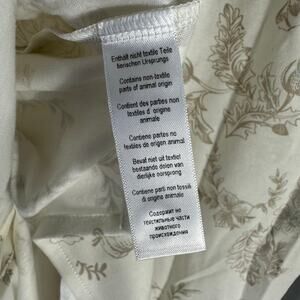 Enthält nicht textile Teile
tierischen Ursprungs
Contains non-textile
parts of animal origin
Contient des parties non
textiles d origine
animale
Contiene partes no
textiles de origen animal
Bevat niet uit textiel
bestaande delen van
dierlijke oorsprong
Contiene parti non tessili
di origine animale
Содержит не
текстильные части
животного
происхождения